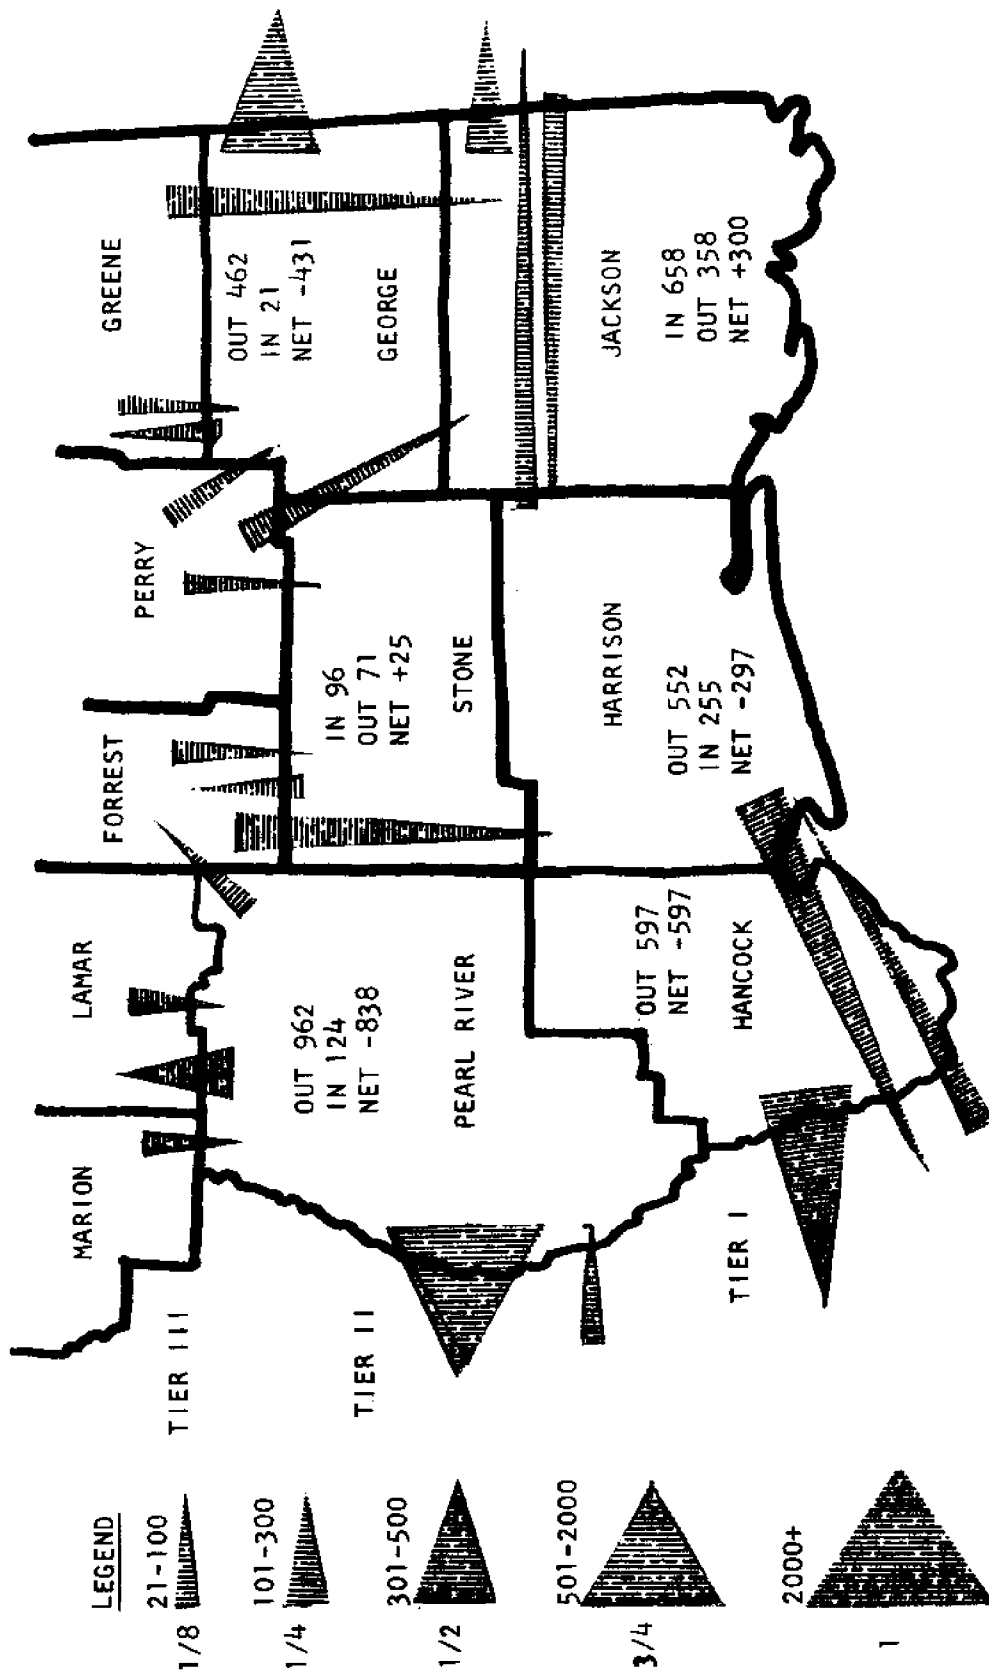 LEGEND
1/8 21-100
1/4 101-300
1/2 301-500
3/4 501-2000
1 2000+
TIER III
TIER II
TIER I
MARION
LAMAR
FORREST
PERRY
GREENE
OUT 962
IN 124
NET -838
PEARL RIVER
OUT 597
NET -597
HANCOCK
IN 96
OUT 71
NET +25
STONE
HARRISON
OUT 552
IN 255
NET -297
OUT 462
IN 21
NET -431
GEORGE
JACKSON
IN 658
OUT 358
NET +300